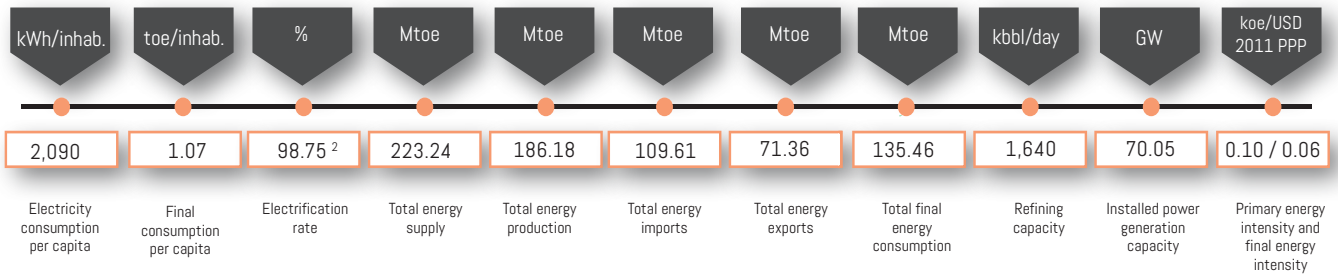 kWh/inhab.
toe/inhab.
%
Mtoe
Mtoe
Mtoe
Mtoe
Mtoe
kbbl/day
GW
koe/USD
2011 PPP
2,090
1.07
98.75 ²
223.24
186.18
109.61
71.36
135.46
1,640
70.05
0.10 / 0.06
Electricity
consumption
per capita
Final
consumption
per capita
Electrification
rate
Total energy
supply
Total energy
production
Total energy
imports
Total energy
exports
Total final
energy
consumption
Refining
capacity
Installed power
generation
capacity
Primary energy
intensity and
final energy
intensity